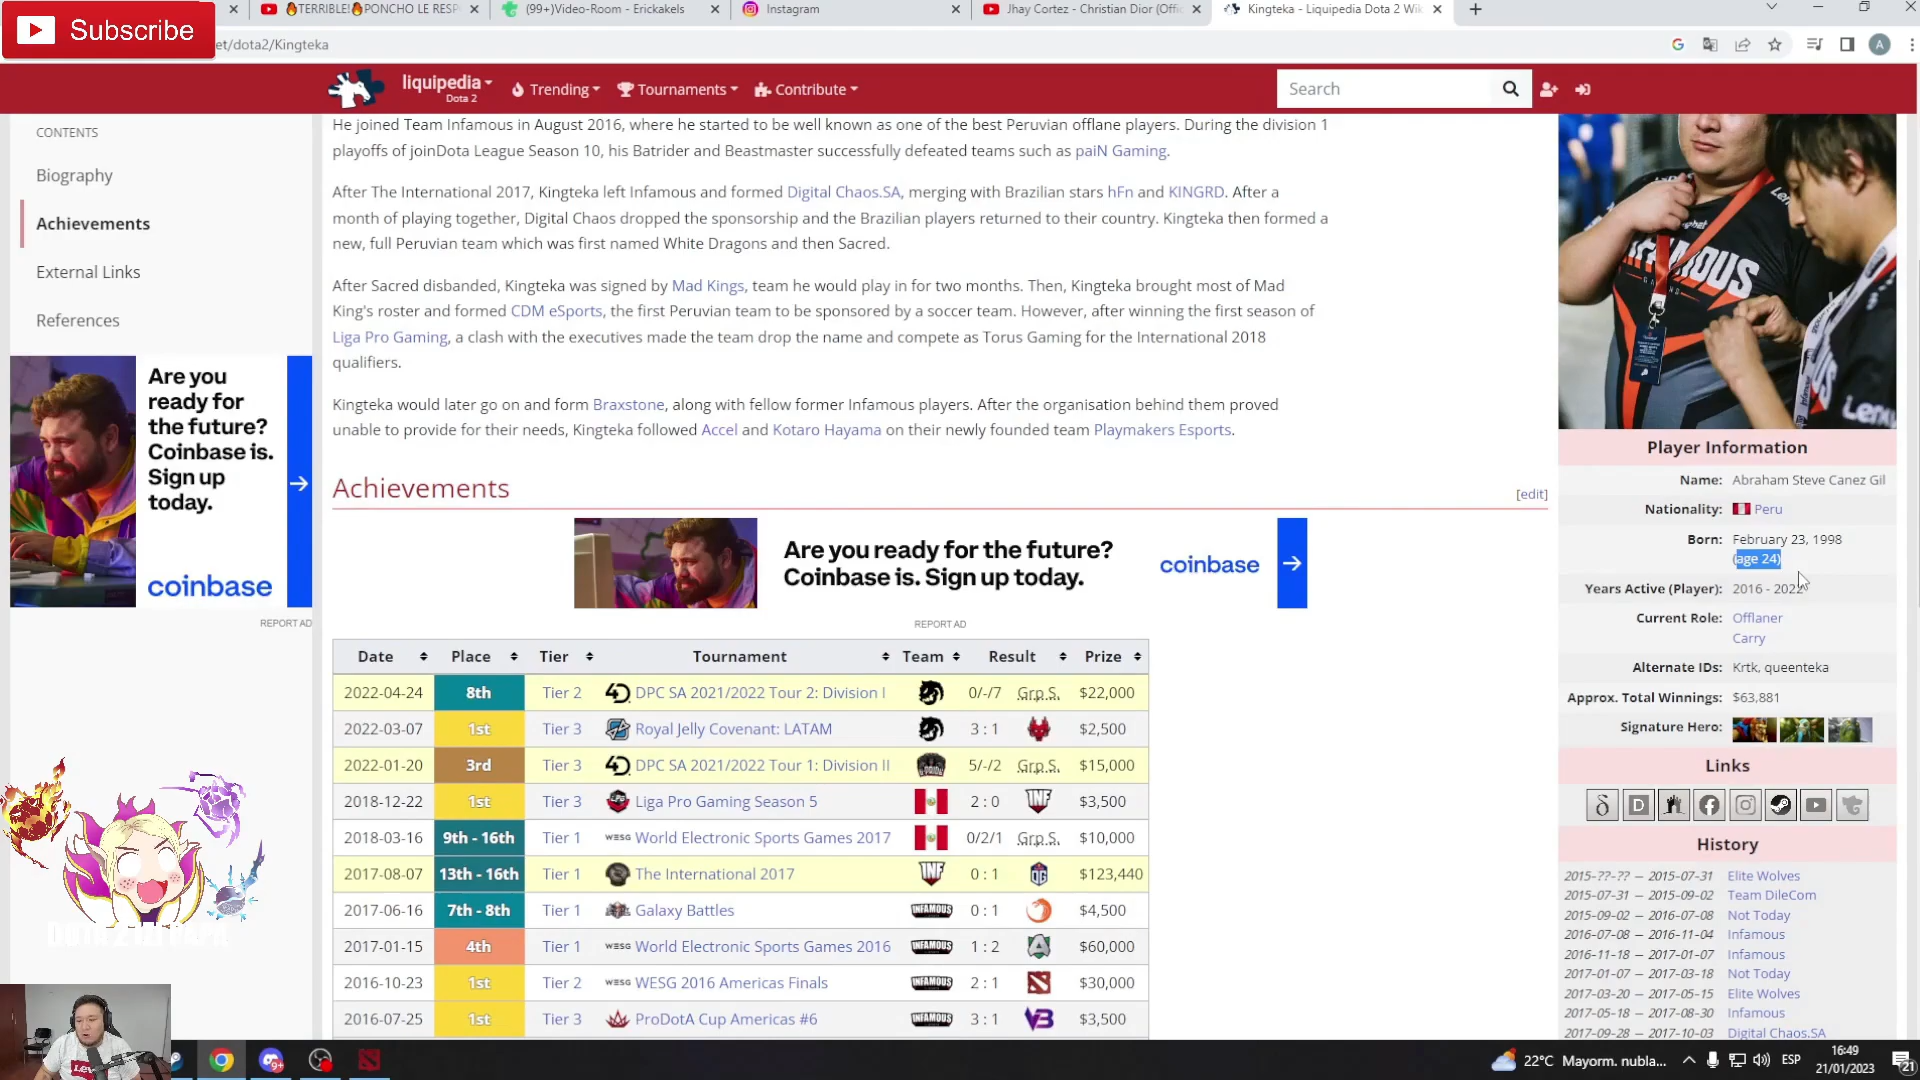 🔥TERRIBLE!🔥PONCHO LE RESP
(99+)Video-Room - Erickakels
Instagram
Jhay Cortez - Christian Dior (Offic
Kingteka - Liquipedia Dota 2 Wik
Subscribe
et/dota2/Kingteka
A
liquipedia
Dota 2
Trending
Tournaments
Contribute
Search
CONTENTS
Biography
Achievements
External Links
References
Are you
ready for
the future?
Coinbase is.
Sign up
today.
coinbase
REPORT AD
He joined Team Infamous in August 2016, where he started to be well known as one of the best Peruvian offlane players. During the division 1
playoffs of joinDota League Season 10, his Batrider and Beastmaster successfully defeated teams such as paiN Gaming.
After The International 2017, Kingteka left Infamous and formed Digital Chaos.SA, merging with Brazilian stars hFn and KINGRD. After a
month of playing together, Digital Chaos dropped the sponsorship and the Brazilian players returned to their country. Kingteka then formed a
new, full Peruvian team which was first named White Dragons and then Sacred.
After Sacred disbanded, Kingteka was signed by Mad Kings, team he would play in for two months. Then, Kingteka brought most of Mad
King's roster and formed CDM eSports, the first Peruvian team to be sponsored by a soccer team. However, after winning the first season of
Liga Pro Gaming, a clash with the executives made the team drop the name and compete as Torus Gaming for the International 2018
qualifiers.
Kingteka would later go on and form Braxstone, along with fellow former Infamous players. After the organisation behind them proved
unable to provide for their needs, Kingteka followed Accel and Kotaro Hayama on their newly founded team Playmakers Esports.
Achievements
[edit]
Are you ready for the future?
Coinbase is. Sign up today.
coinbase
REPORT AD
Date Place Tier Tournament Team Result Prize
2022-04-24 8th Tier 2 DPC SA 2021/2022 Tour 2: Division I 0/-/7 Grp.S. $22,000
2022-03-07 1st Tier 3 Royal Jelly Covenant: LATAM 3 : 1 $2,500
2022-01-20 3rd Tier 3 DPC SA 2021/2022 Tour 1: Division II 5/-/2 Grp.S. $15,000
2018-12-22 1st Tier 3 LPG Liga Pro Gaming Season 5 2 : 0 INF $3,500
2018-03-16 9th - 16th Tier 1 WESG World Electronic Sports Games 2017 0/2/1 Grp.S. $10,000
2017-08-07 13th - 16th Tier 1 The International 2017 INF 0 : 1 OG $123,440
2017-06-16 7th - 8th Tier 1 Galaxy Battles INFAMOUS 0 : 1 $4,500
2017-01-15 4th Tier 1 WESG World Electronic Sports Games 2016 INFAMOUS 1 : 2 $60,000
2016-10-23 1st Tier 2 WESG WESG 2016 Americas Finals INFAMOUS 2 : 1 $30,000
2016-07-25 1st Tier 3 ProDotA Cup Americas #6 INFAMOUS 3 : 1 $3,500
INFAMOUS
GAMING
Lenovo
Player Information
Name: Abraham Steve Canez Gil
Nationality: Peru
Born: February 23, 1998
(age 24)
Years Active (Player): 2016 - 2022
Current Role: Offlaner
Carry
Alternate IDs: Krtk, queenteka
Approx. Total Winnings: $63,881
Signature Hero:
Links
History
2015-??-?? — 2015-07-31 Elite Wolves
2015-07-31 — 2015-09-02 Team DileCom
2015-09-02 — 2016-07-08 Not Today
2016-07-08 — 2016-11-04 Infamous
2016-11-18 — 2017-01-07 Infamous
2017-01-07 — 2017-03-18 Not Today
2017-03-20 — 2017-05-15 Elite Wolves
2017-05-18 — 2017-08-30 Infamous
2017-09-28 — 2017-10-03 Digital Chaos.SA
22°C Mayorm. nubla...
ESP
16:49
21/01/2023
21